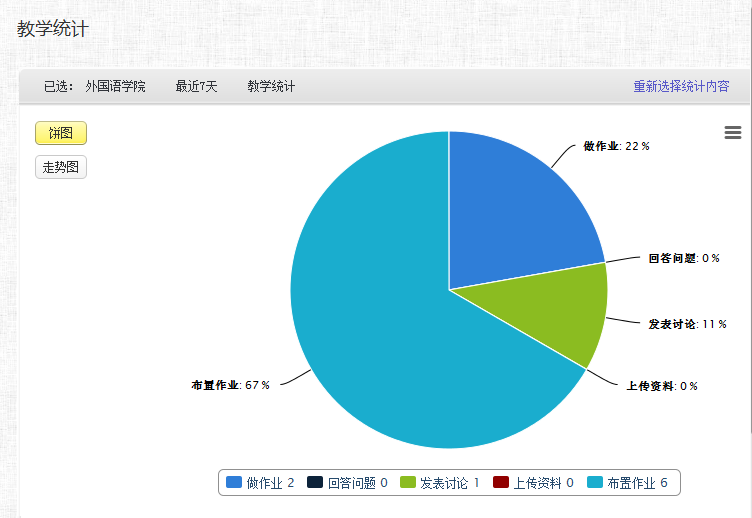 教学统计
已选： 外国语学院 最近7天 教学统计 重新选择统计内容
饼图
走势图
做作业: 22%
回答问题: 0%
发表讨论: 11%
上传资料: 0%
布置作业: 67%
做作业 2 回答问题 0 发表讨论 1 上传资料 0 布置作业 6